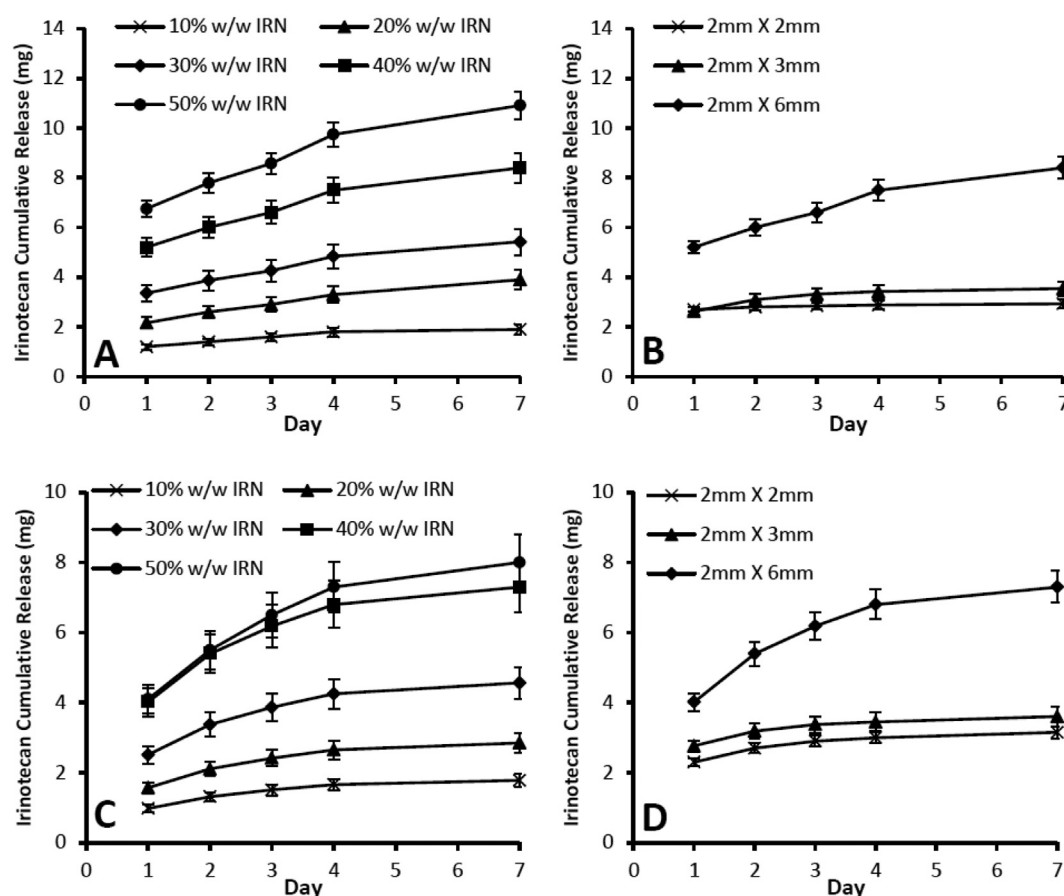 Irinotecan Cumulative Release (mg)
14
12
10
8
6
4
2
0
10% w/w IRN 20% w/w IRN
30% w/w IRN 40% w/w IRN
50% w/w IRN
A
0 1 2 3 4 5 6 7
Day
Irinotecan Cumulative Release (mg)
14
12
10
8
6
4
2
0
2mm X 2mm
2mm X 3mm
2mm X 6mm
B
0 1 2 3 4 5 6 7
Day
Irinotecan Cumulative Release (mg)
10
8
6
4
2
0
10% w/w IRN 20% w/w IRN
30% w/w IRN 40% w/w IRN
50% w/w IRN
C
0 1 2 3 4 5 6 7
Day
Irinotecan Cumulative Release (mg)
10
8
6
4
2
0
2mm X 2mm
2mm X 3mm
2mm X 6mm
D
0 1 2 3 4 5 6 7
Day